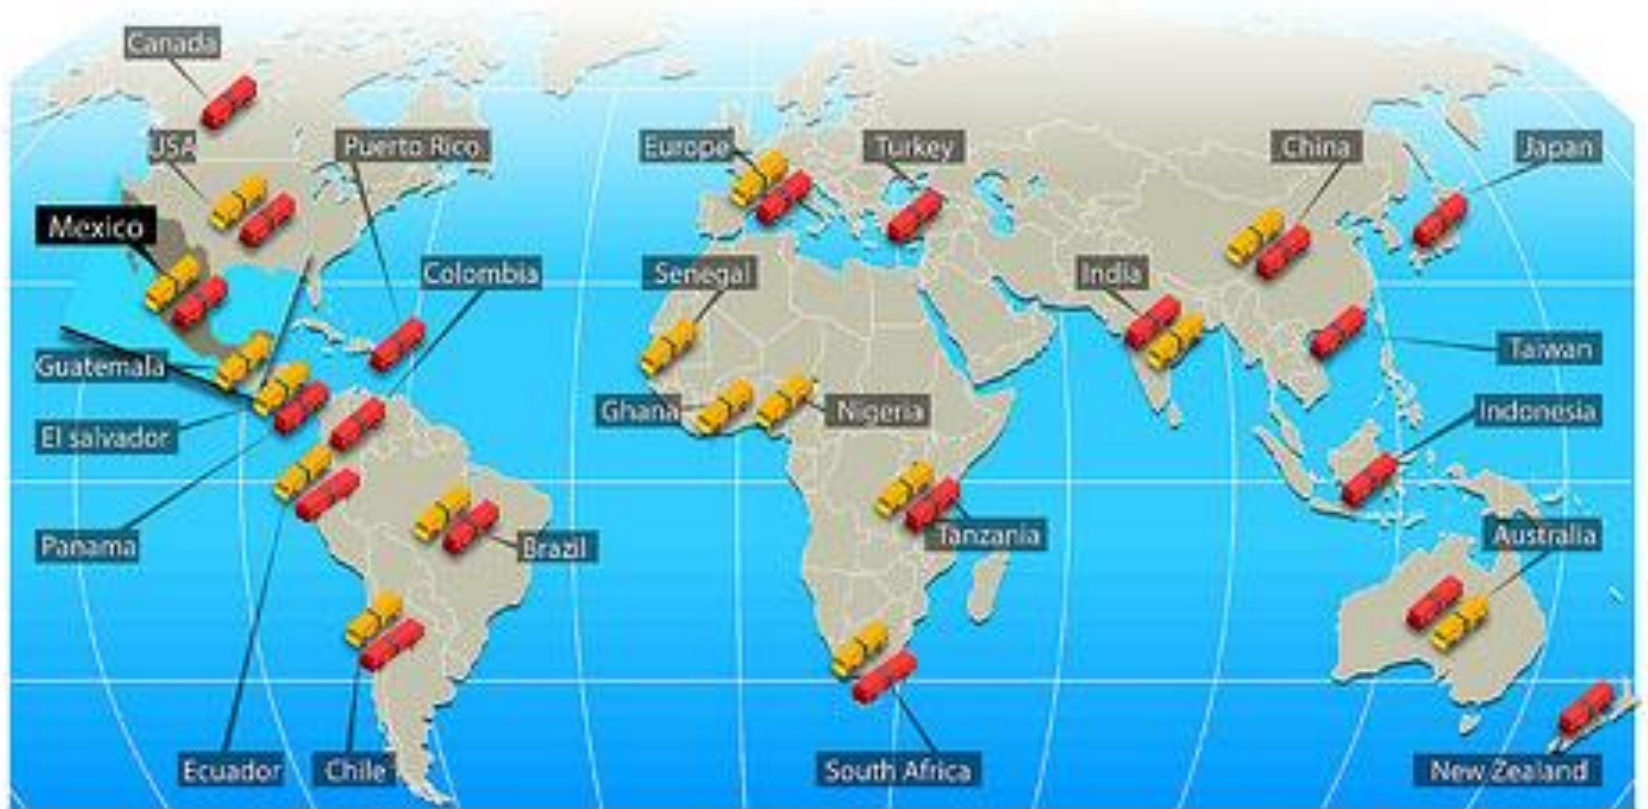 Canada
USA
Puerto Rico
Europe
Turkey
China
Japan
Mexico
Colombia
Senegal
India
Guatemala
Taiwan
El salvador
Ghana
Nigeria
Indonesia
Panama
Brazil
Tanzania
Australia
Ecuador
Chile
South Africa
New Zealand